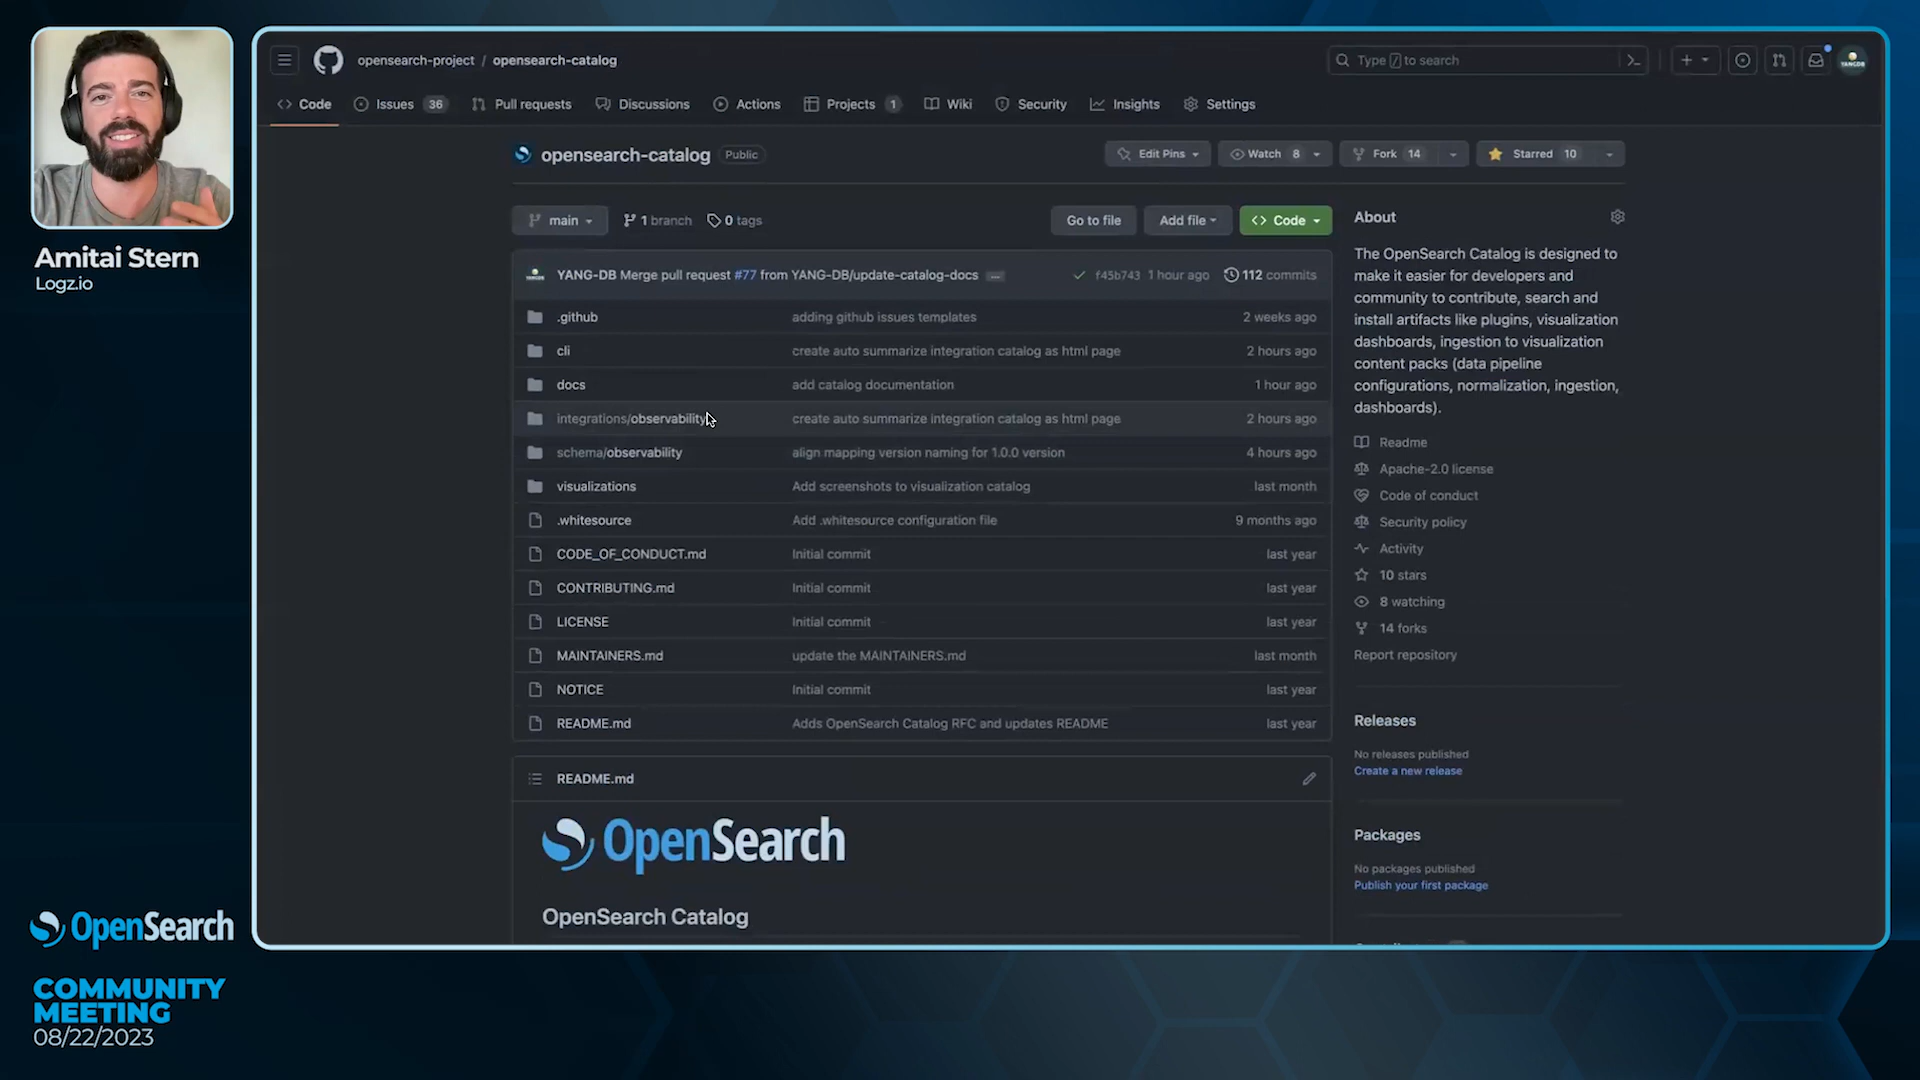 Amitai Stern
Logz.io
OpenSearch
COMMUNITY
MEETING
08/22/2023
opensearch-project / opensearch-catalog
Type / to search
Code
Issues 36
Pull requests
Discussions
Actions
Projects 1
Wiki
Security
Insights
Settings
opensearch-catalog Public
Edit Pins
Watch 8
Fork 14
Starred 10
main
1 branch
0 tags
Go to file
Add file
Code
YANG-DB Merge pull request #77 from YANG-DB/update-catalog-docs ... f45b743 1 hour ago 112 commits
.github adding github issues templates 2 weeks ago
cli create auto summarize integration catalog as html page 2 hours ago
docs add catalog documentation 1 hour ago
integrations/observability create auto summarize integration catalog as html page 2 hours ago
schema/observability align mapping version naming for 1.0.0 version 4 hours ago
visualizations Add screenshots to visualization catalog last month
.whitesource Add .whitesource configuration file 9 months ago
CODE_OF_CONDUCT.md Initial commit last year
CONTRIBUTING.md Initial commit last year
LICENSE Initial commit last year
MAINTAINERS.md update the MAINTAINERS.md last month
NOTICE Initial commit last year
README.md Adds OpenSearch Catalog RFC and updates README last year
README.md
OpenSearch
OpenSearch Catalog
About
The OpenSearch Catalog is designed to
make it easier for developers and
community to contribute, search and
install artifacts like plugins, visualization
dashboards, ingestion to visualization
content packs (data pipeline
configurations, normalization, ingestion,
dashboards).
Readme
Apache-2.0 license
Code of conduct
Security policy
Activity
10 stars
8 watching
14 forks
Report repository
Releases
No releases published
Create a new release
Packages
No packages published
Publish your first package